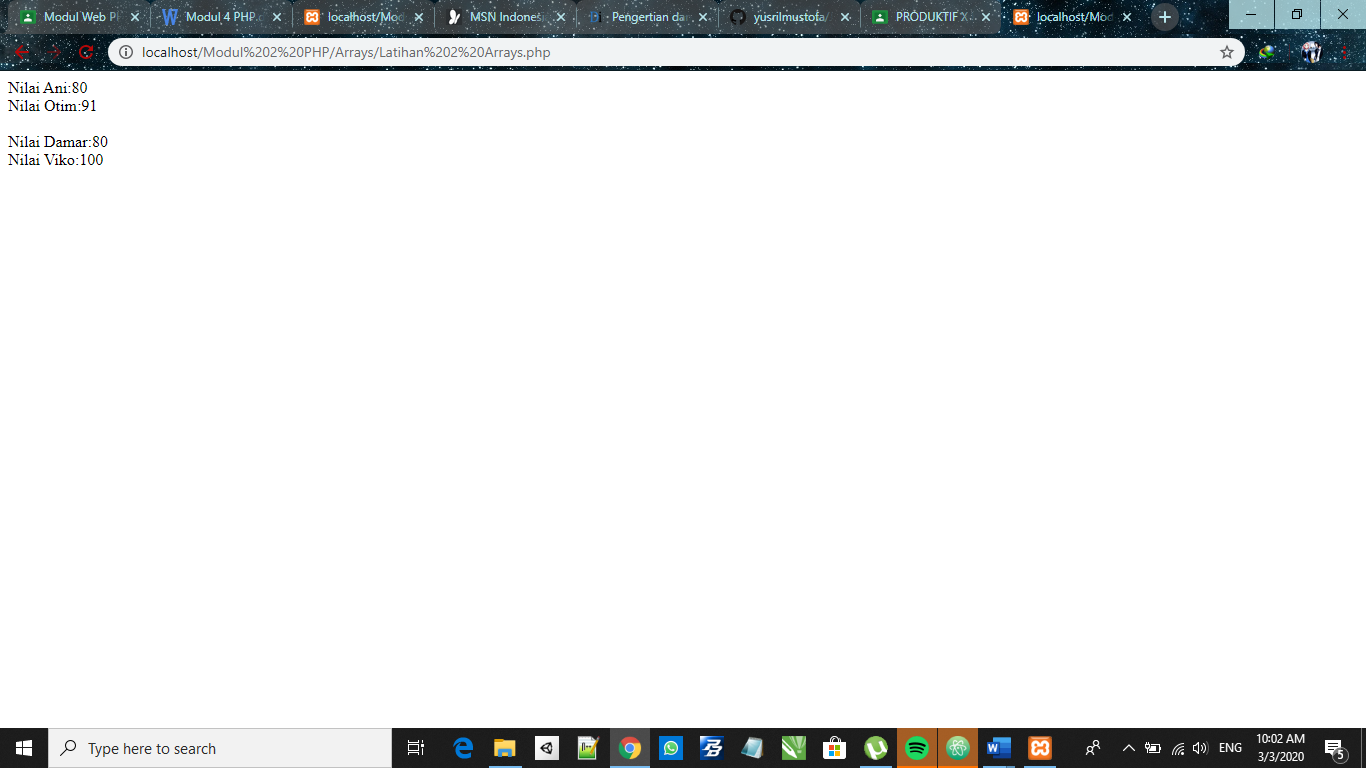 Modul Web P
Modul 4 PHP.
localhost/Mod
MSN Indones
Pengertian da
yusrilmustofa/
PRODUKTIF X
localhost/Mod
localhost/Modul%202%20PHP/Arrays/Latihan%202%20Arrays.php
Nilai Ani:80
Nilai Otim:91
Nilai Damar:80
Nilai Viko:100
Type here to search
ENG
10:02 AM
3/3/2020
5